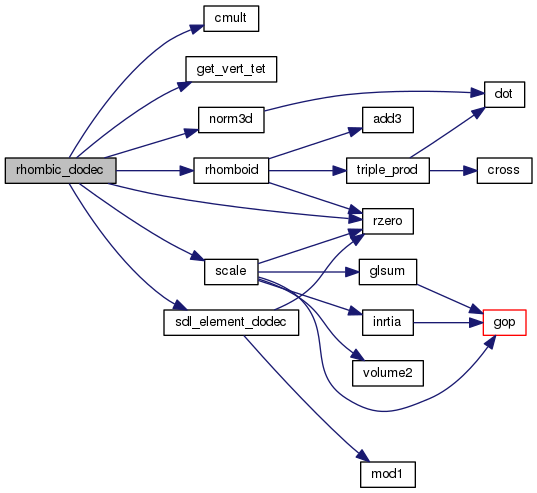 cmult
get_vert_tet
norm3d
add3
dot
rhombic_dodec
rhomboid
triple_prod
cross
rzero
scale
glsum
sdl_element_dodec
inrtia
gop
volume2
mod1